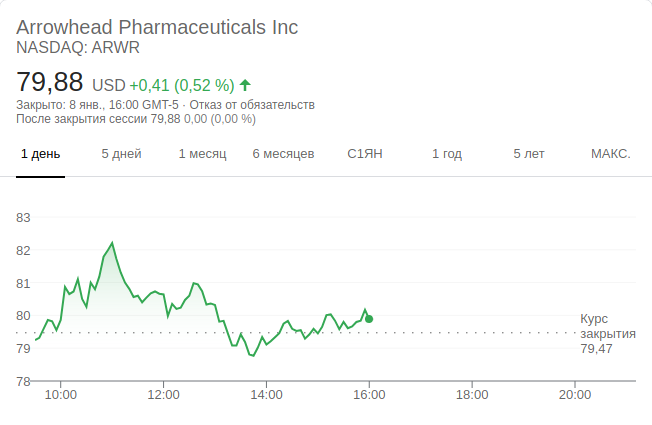 Arrowhead Pharmaceuticals Inc
NASDAQ: ARWR
79,88 USD +0,41 (0,52 %)
Закрыто: 8 янв., 16:00 GMT-5 · Отказ от обязательств
После закрытия сессии 79,88 0,00 (0,00 %)
1 день 5 дней 1 месяц 6 месяцев С1ЯН 1 год 5 лет МАКС.
83
82
81
80
Курс
закрытия
79,47
79
78
10:00 12:00 14:00 16:00 18:00 20:00